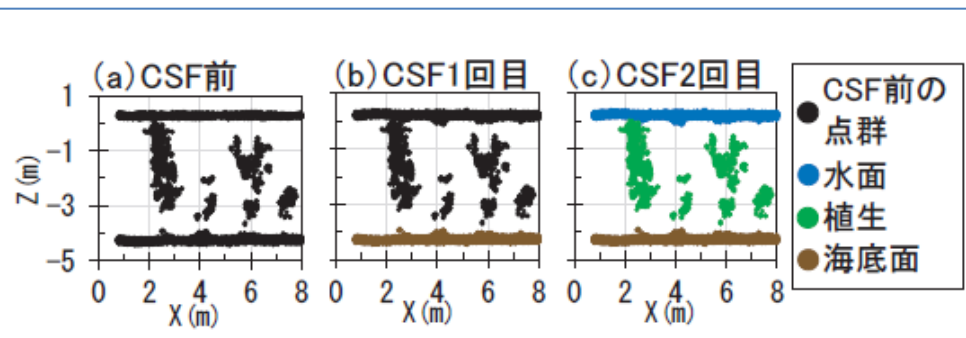 (a)CSF前
(b)CSF1回目
(c)CSF2回目
CSF前の
点群
水面
植生
海底面
1
-1
-3
-5
Z(m)
0 2 4 6 8
X(m)
0 2 4 6 8
X(m)
0 2 4 6 8
X(m)